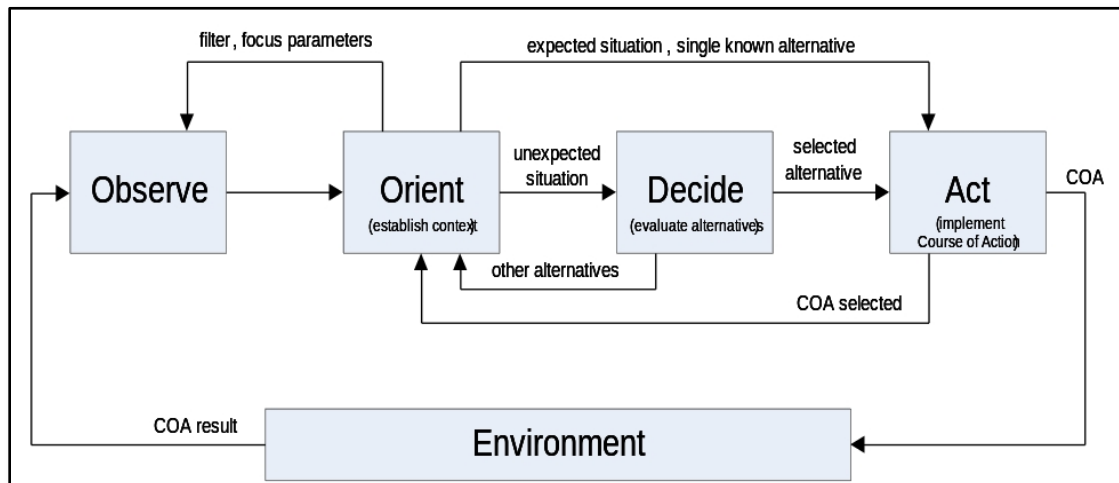 filter , focus parameters
expected situation , single known alternative
Observe
Orient
(establish context)
unexpected
situation
Decide
(evaluate alternatives)
selected
alternative
Act
(implement
Course of Action)
COA
other alternatives
COA selected
COA result
Environment